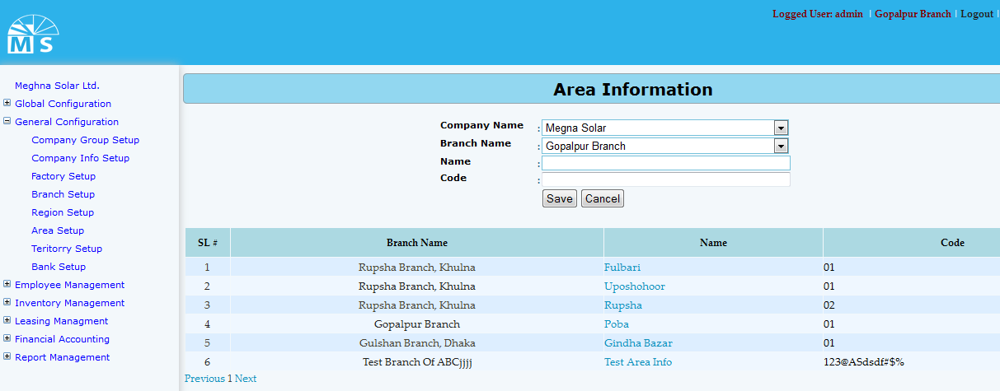 Logged User: admin | Gopalpur Branch | Logout |
MS
Meghna Solar Ltd.
Global Configuration
General Configuration
Company Group Setup
Company Info Setup
Factory Setup
Branch Setup
Region Setup
Area Setup
Teritorry Setup
Bank Setup
Employee Management
Inventory Management
Leasing Managment
Financial Accounting
Report Management
Area Information
Company Name : Megna Solar
Branch Name : Gopalpur Branch
Name :
Code :
Save Cancel
SL # Branch Name Name Code
1 Rupsha Branch, Khulna Fulbari 01
2 Rupsha Branch, Khulna Uposhohoor 01
3 Rupsha Branch, Khulna Rupsha 02
4 Gopalpur Branch Poba 01
5 Gulshan Branch, Dhaka Gindha Bazar 01
6 Test Branch Of ABCjjjj Test Area Info 123@ASdsdf#$%
Previous 1 Next